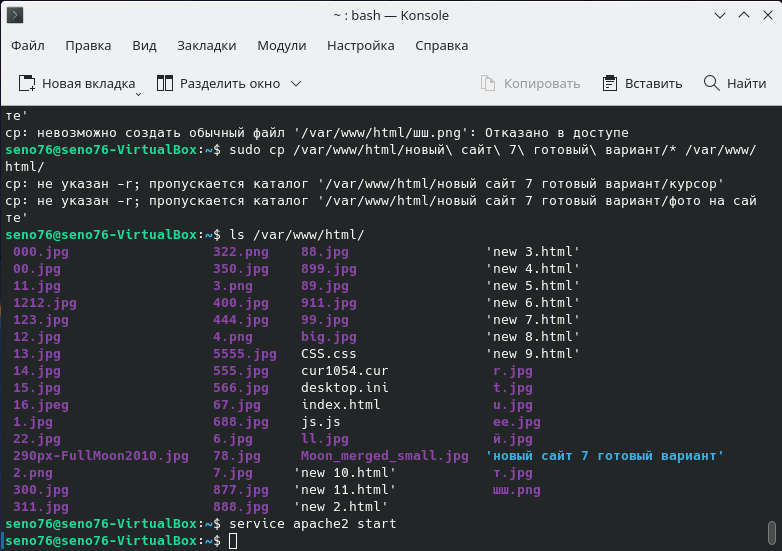 ~ : bash — Konsole
Файл Правка Вид Закладки Модули Настройка Справка
Новая вкладка Разделить окно Копировать Вставить Найти
те'
cp: невозможно создать обычный файл '/var/www/html/шш.png': Отказано в доступе
seno76@seno76-VirtualBox:~$ sudo cp /var/www/html/новый\ сайт\ 7\ готовый\ вариант/* /var/www/
html/
cp: не указан -r; пропускается каталог '/var/www/html/новый сайт 7 готовый вариант/курсор'
cp: не указан -r; пропускается каталог '/var/www/html/новый сайт 7 готовый вариант/фото на сай
те'
seno76@seno76-VirtualBox:~$ ls /var/www/html/
000.jpg 322.png 88.jpg 'new 3.html'
00.jpg 350.jpg 899.jpg 'new 4.html'
11.jpg 3.png 89.jpg 'new 5.html'
1212.jpg 400.jpg 911.jpg 'new 6.html'
123.jpg 444.jpg 99.jpg 'new 7.html'
12.jpg 4.png big.jpg 'new 8.html'
13.jpg 5555.jpg CSS.css 'new 9.html'
14.jpg 555.jpg cur1054.cur r.jpg
15.jpg 566.jpg desktop.ini t.jpg
16.jpeg 67.jpg index.html u.jpg
1.jpg 688.jpg js.js ее.jpg
22.jpg 6.jpg ll.jpg й.jpg
290px-FullMoon2010.jpg 78.jpg Moon_merged_small.jpg 'новый сайт 7 готовый вариант'
2.png 7.jpg 'new 10.html' т.jpg
300.jpg 877.jpg 'new 11.html' шш.png
311.jpg 888.jpg 'new 2.html'
seno76@seno76-VirtualBox:~$ service apache2 start
seno76@seno76-VirtualBox:~$